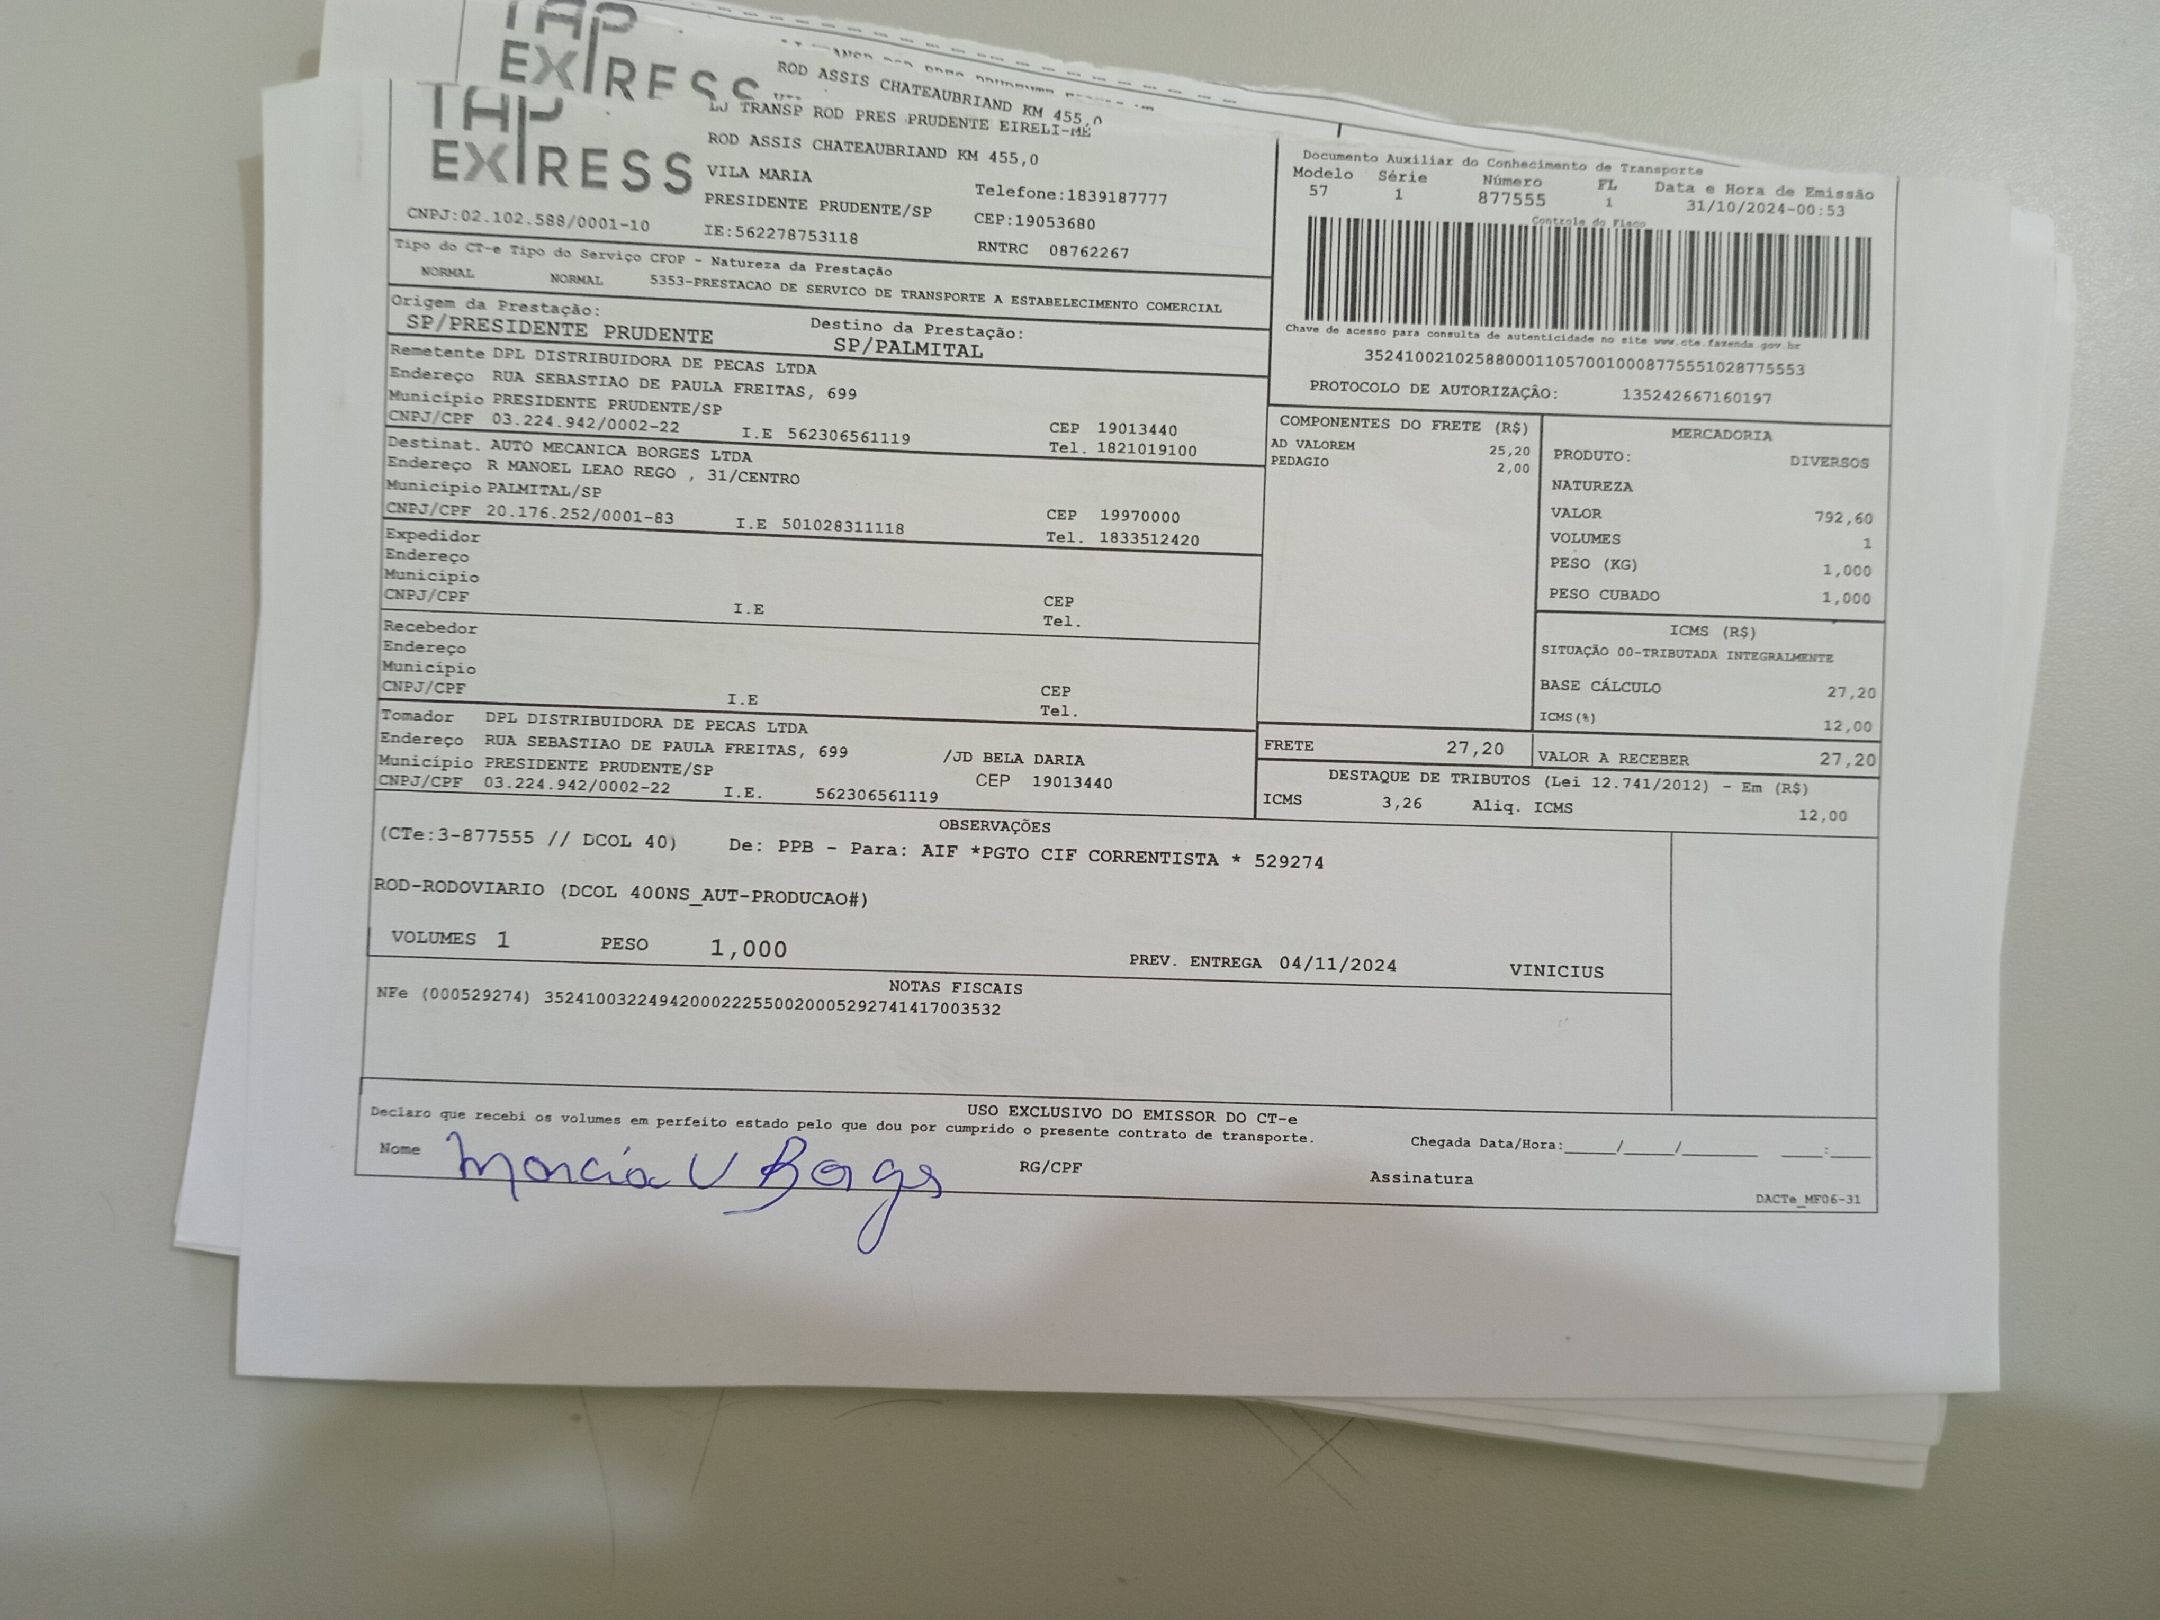 TAP
EXPRESS
ROD ASSIS CHATEAUBRIAND KM 455,0
TAP
EXPRESS
LJ TRANSP ROD PRES PRUDENTE EIRELI-ME
ROD ASSIS CHATEAUBRIAND KM 455,0
VILA MARIA
Telefone:1839187777
PRESIDENTE PRUDENTE/SP
CEP:19053680
CNPJ:02.102.588/0001-10
IE:562278753118
RNTRC 08762267
Documento Auxiliar do Conhecimento de Transporte
Modelo Série Número FL Data e Hora de Emissão
57 1 877555 1 31/10/2024-00:53
Controle do Fisco
Chave de acesso para consulta de autenticidade no site www.cte.fazenda.gov.br
35241002102588000110570010008775551028775553
PROTOCOLO DE AUTORIZAÇÃO: 135242667160197
Tipo do CT-e Tipo do Serviço CFOP - Natureza da Prestação
NORMAL NORMAL 5353-PRESTACAO DE SERVICO DE TRANSPORTE A ESTABELECIMENTO COMERCIAL
Origem da Prestação: Destino da Prestação:
SP/PRESIDENTE PRUDENTE SP/PALMITAL
Remetente DPL DISTRIBUIDORA DE PECAS LTDA
Endereço RUA SEBASTIAO DE PAULA FREITAS, 699
Município PRESIDENTE PRUDENTE/SP CEP 19013440
CNPJ/CPF 03.224.942/0002-22 I.E 562306561119 Tel. 1821019100
Destinat. AUTO MECANICA BORGES LTDA
Endereço R MANOEL LEAO REGO , 31/CENTRO
Município PALMITAL/SP CEP 19970000
CNPJ/CPF 20.176.252/0001-83 I.E 501028311118 Tel. 1833512420
Expedidor
Endereço
Município CEP
CNPJ/CPF I.E Tel.
Recebedor
Endereço
Município CEP
CNPJ/CPF I.E Tel.
Tomador DPL DISTRIBUIDORA DE PECAS LTDA
Endereço RUA SEBASTIAO DE PAULA FREITAS, 699 /JD BELA DARIA
Município PRESIDENTE PRUDENTE/SP CEP 19013440
CNPJ/CPF 03.224.942/0002-22 I.E. 562306561119
COMPONENTES DO FRETE (R$)
AD VALOREM 25,20
PEDAGIO 2,00
MERCADORIA
PRODUTO: DIVERSOS
NATUREZA
VALOR 792,60
VOLUMES 1
PESO (KG) 1,000
PESO CUBADO 1,000
ICMS (R$)
SITUAÇÃO 00-TRIBUTADA INTEGRALMENTE
BASE CÁLCULO 27,20
ICMS(%) 12,00
FRETE 27,20 VALOR A RECEBER 27,20
DESTAQUE DE TRIBUTOS (Lei 12.741/2012) - Em (R$)
ICMS 3,26 Aliq. ICMS 12,00
OBSERVAÇÕES
(CTe:3-877555 // DCOL 40) De: PPB - Para: AIF *PGTO CIF CORRENTISTA * 529274
ROD-RODOVIARIO (DCOL 400NS_AUT-PRODUCAO#)
VOLUMES 1 PESO 1,000 PREV. ENTREGA 04/11/2024 VINICIUS
NOTAS FISCAIS
NFe (000529274) 35241003224942000222550020005292741417003532
USO EXCLUSIVO DO EMISSOR DO CT-e
Declaro que recebi os volumes em perfeito estado pelo que dou por cumprido o presente contrato de transporte. Chegada Data/Hora:_____/_____/________ ____:____
Nome Marcia V Borges RG/CPF Assinatura
DACTe_MF06-31